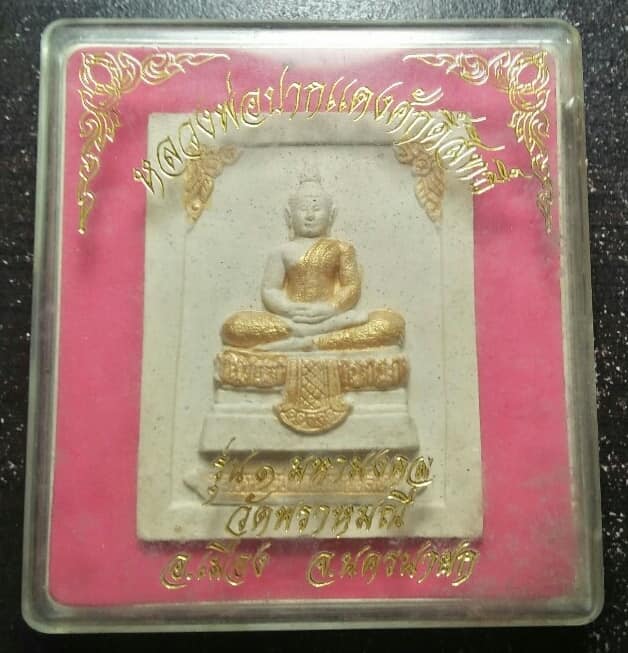 หลวงพ่อปากแดงศักดิ์สิทธิ์
รุ่น ๑ มหามงคล
วัดพราหมณี
อ.เมือง จ.นครนายก